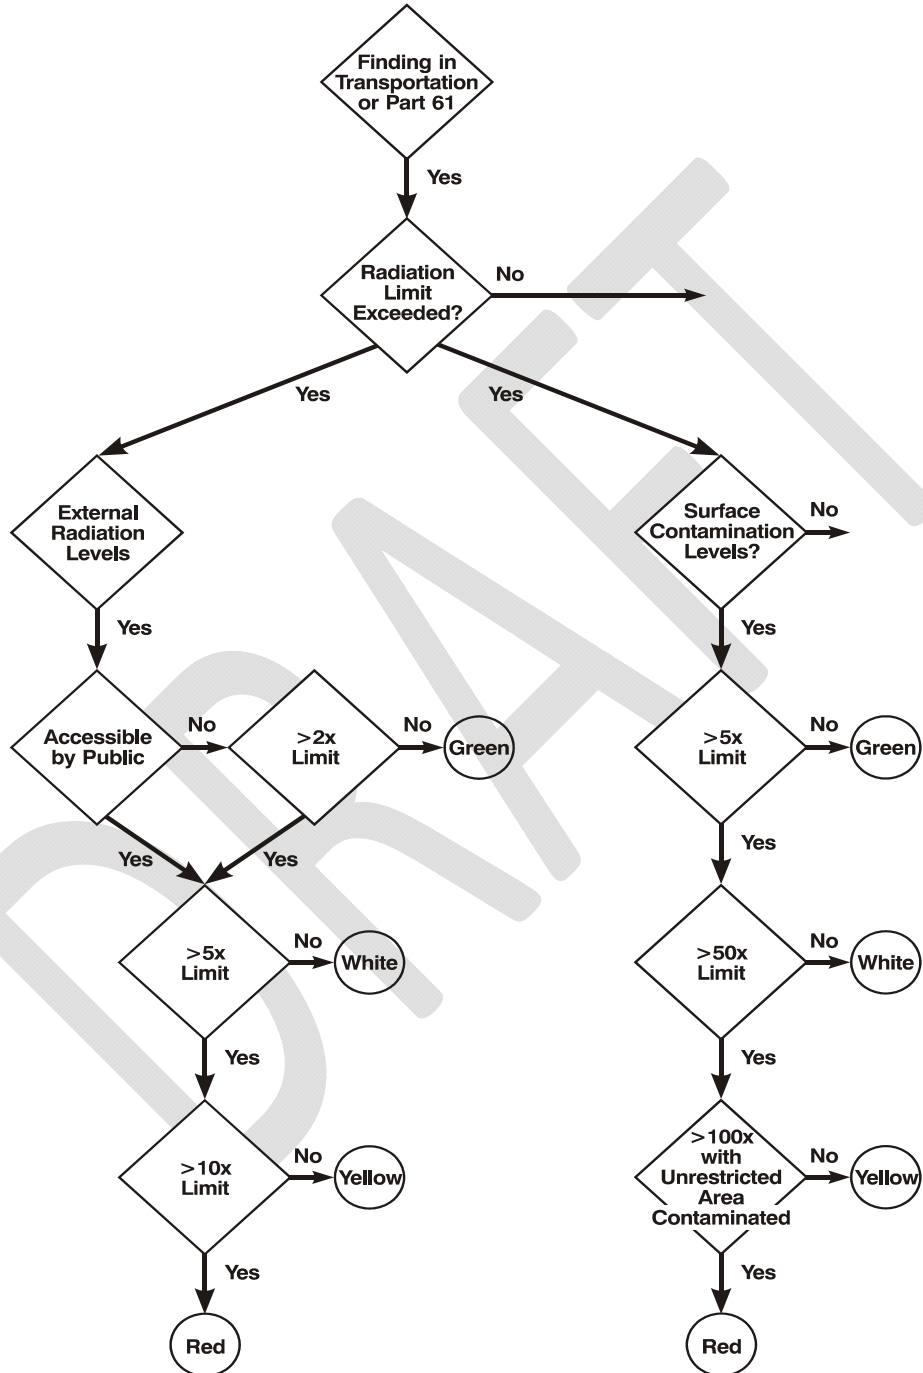 Finding in
Transportation
or Part 61
Yes
Radiation
Limit
Exceeded?
No
Yes
Yes
External
Radiation
Levels
Surface
Contamination
Levels?
No
Yes
Yes
Accessible
by Public
No
>2x
Limit
No
Green
>5x
Limit
No
Green
Yes
Yes
Yes
>5x
Limit
No
White
>50x
Limit
No
White
Yes
Yes
>10x
Limit
No
Yellow
>100x
with
Unrestricted
Area
Contaminated
No
Yellow
Yes
Yes
Red
Red
DRAFT